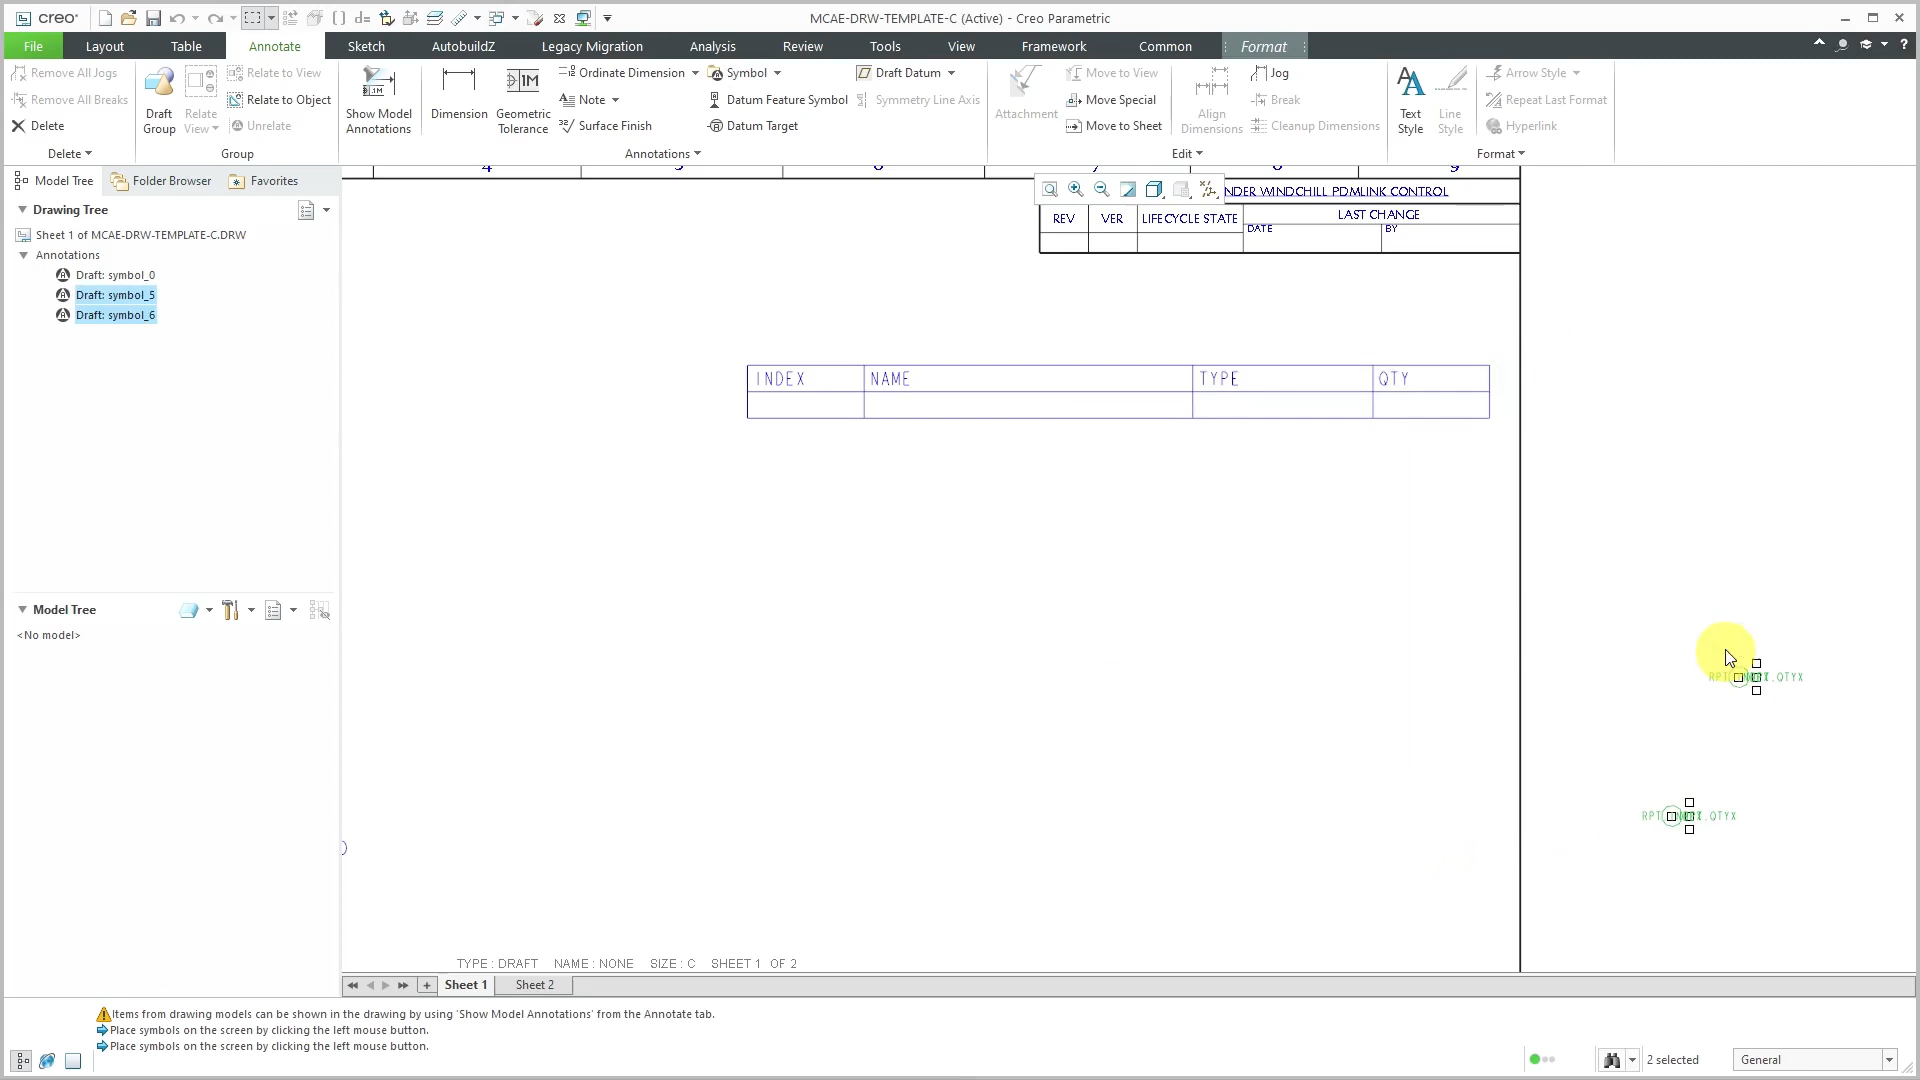 creo
MCAE-DRW-TEMPLATE-C (Active) - Creo Parametric
File
Layout
Table
Annotate
Sketch
AutobuildZ
Legacy Migration
Analysis
Review
Tools
View
Framework
Common
Format
Remove All Jogs
Remove All Breaks
Delete
Draft Group
Relate View
Relate to View
Relate to Object
Unrelate
Show Model Annotations
Dimension
Geometric Tolerance
Ordinate Dimension
Note
Surface Finish
Symbol
Datum Feature Symbol
Datum Target
Draft Datum
Symmetry Line Axis
Attachment
Move to View
Move Special
Move to Sheet
Align Dimensions
Jog
Break
Cleanup Dimensions
Text Style
Line Style
Arrow Style
Repeat Last Format
Hyperlink
Delete
Group
Annotations
Edit
Format
Model Tree
Folder Browser
Favorites
Drawing Tree
Sheet 1 of MCAE-DRW-TEMPLATE-C.DRW
Annotations
Draft: symbol_0
Draft: symbol_5
Draft: symbol_6
Model Tree
<No model>
NDER WINDCHILL PDMLINK CONTROL
REV VER LIFECYCLE STATE LAST CHANGE
DATE BY
INDEX NAME TYPE QTY
TYPE : DRAFT NAME : NONE SIZE : C SHEET 1 OF 2
Sheet 1
Sheet 2
Items from drawing models can be shown in the drawing by using 'Show Model Annotations' from the Annotate tab.
Place symbols on the screen by clicking the left mouse button.
Place symbols on the screen by clicking the left mouse button.
2 selected
General